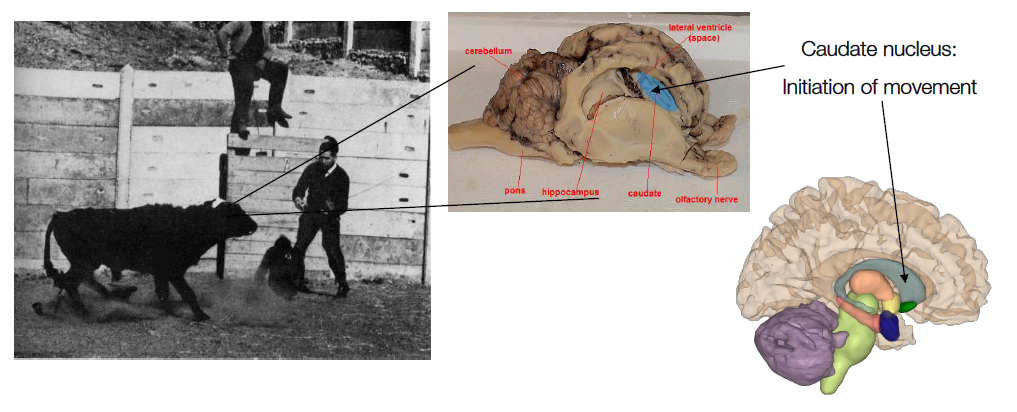 lateral ventricle
(space)
cerebellum
pons
hippocampus
caudate
olfactory nerve
Caudate nucleus:
Initiation of movement